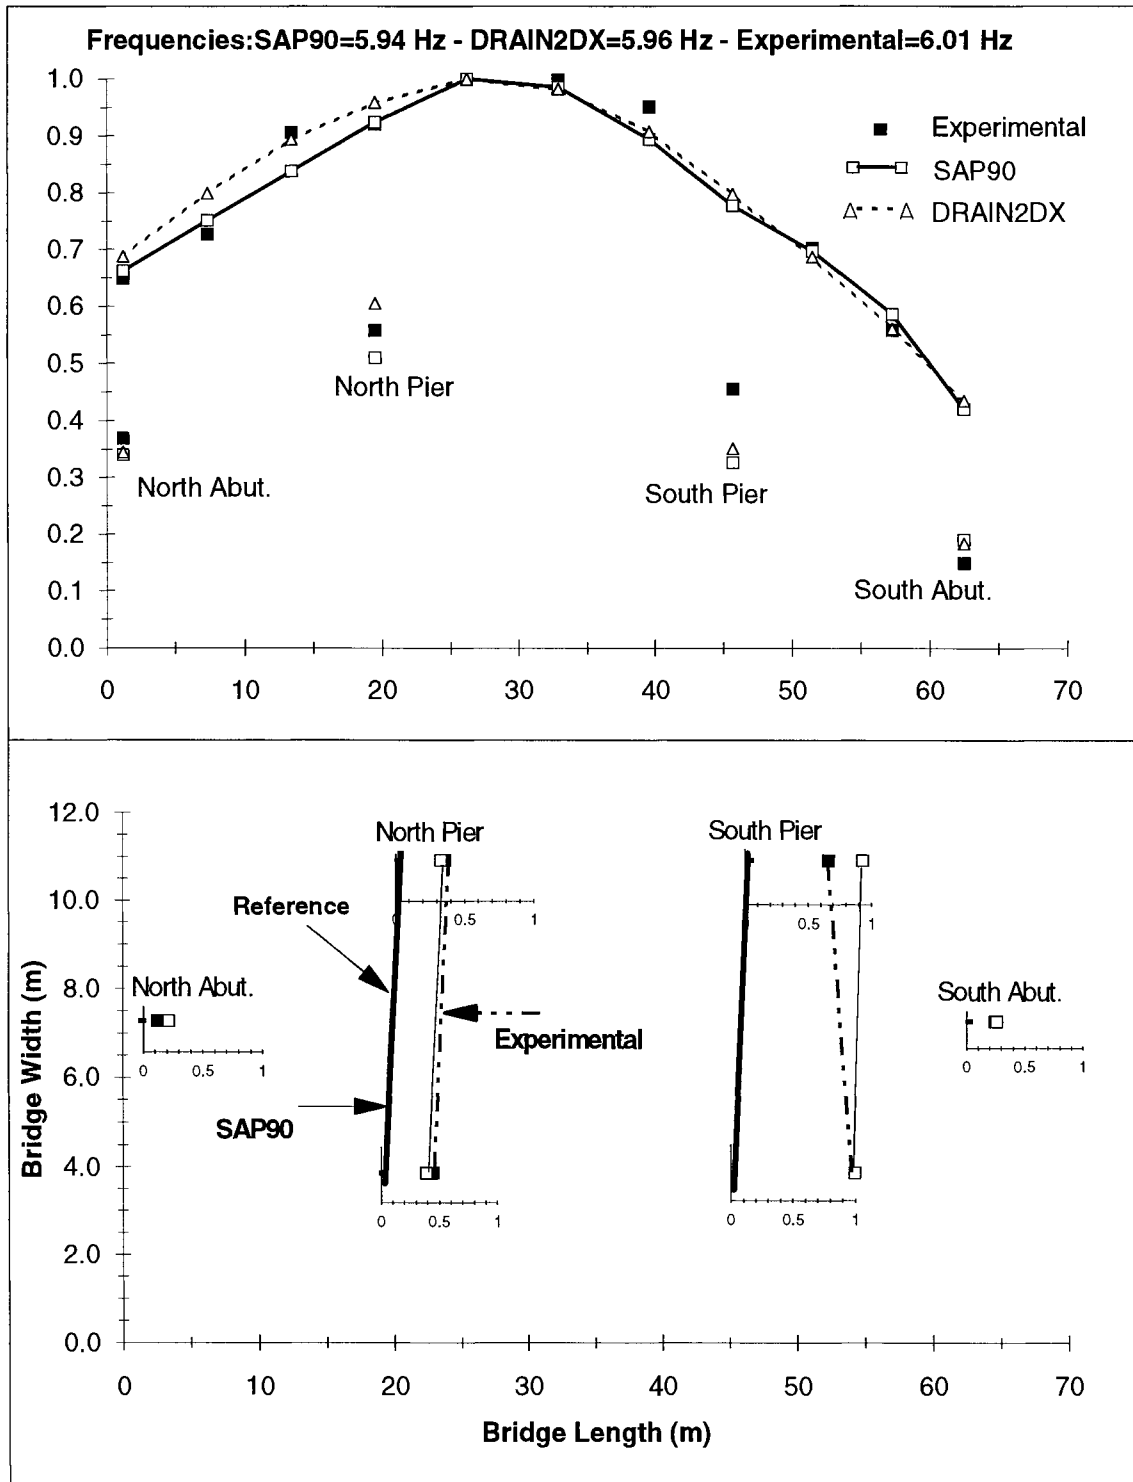 Frequencies:SAP90=5.94 Hz - DRAIN2DX=5.96 Hz - Experimental=6.01 Hz
1.0
0.9
0.8
0.7
0.6
0.5
0.4
0.3
0.2
0.1
0.0
Experimental
SAP90
DRAIN2DX
North Pier
North Abut.
South Pier
South Abut.
0 10 20 30 40 50 60 70
12.0
10.0
8.0
6.0
4.0
2.0
0.0
Bridge Width (m)
North Pier
South Pier
0 0.5 1
0.5 1
Reference
North Abut.
South Abut.
0 0.5 1
0 0.5 1
Experimental
SAP90
0 0.5 1
0 0.5 1
0 10 20 30 40 50 60 70
Bridge Length (m)